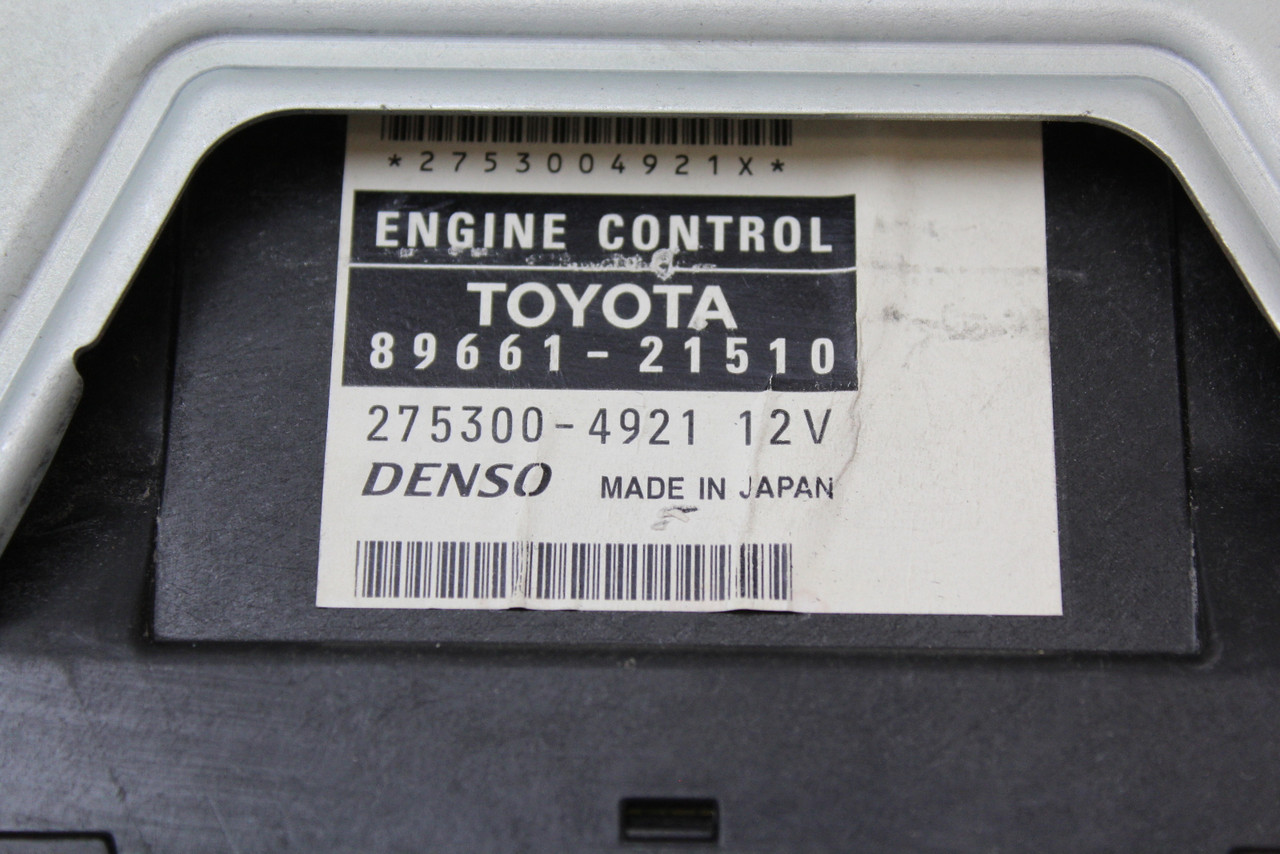 *2753004921X*
ENGINE CONTROL
TOYOTA
89661-21510
275300-4921 12V
DENSO MADE IN JAPAN